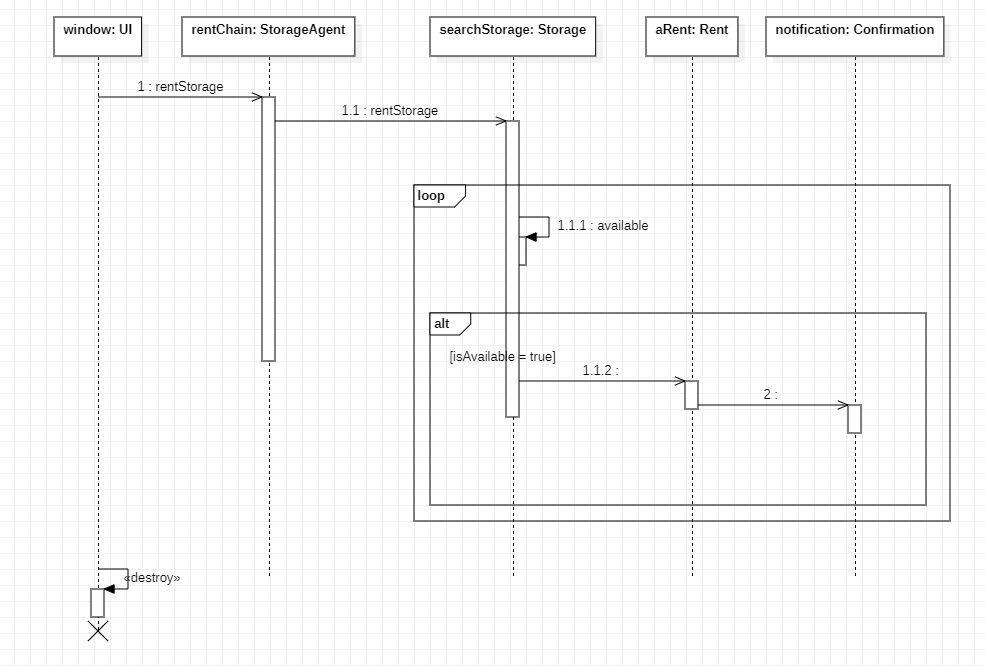 window: UI
rentChain: StorageAgent
searchStorage: Storage
aRent: Rent
notification: Confirmation
1 : rentStorage
1.1 : rentStorage
loop
1.1.1 : available
alt
[isAvailable = true]
1.1.2 :
2 :
«destroy»